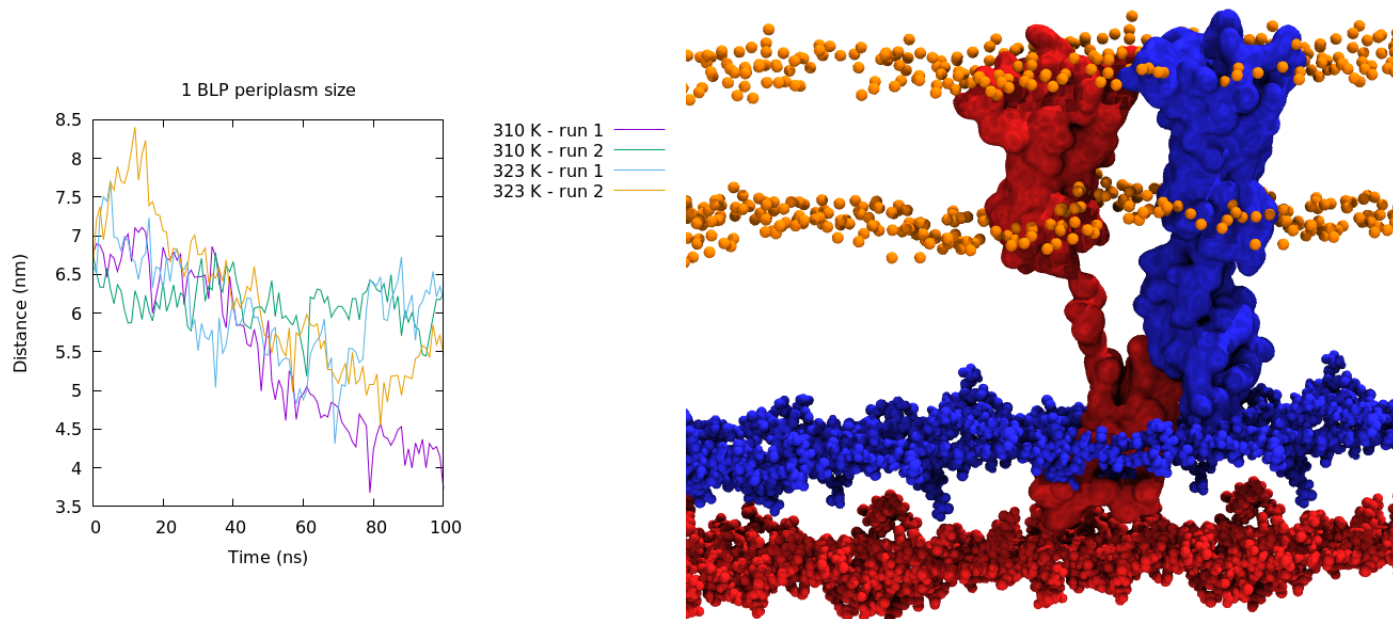 1 BLP periplasm size
310 K - run 1
310 K - run 2
323 K - run 1
323 K - run 2
8.5
8
7.5
7
6.5
6
5.5
5
4.5
4
3.5
Distance (nm)
0 20 40 60 80 100
Time (ns)